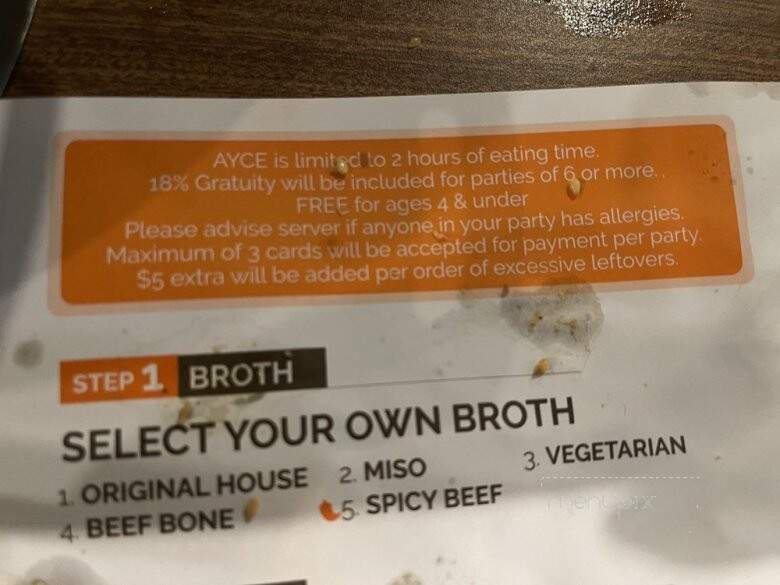 AYCE is limited to 2 hours of eating time.
18% Gratuity will be included for parties of 6 or more.
FREE for ages 4 & under
Please advise server if anyone in your party has allergies.
Maximum of 3 cards will be accepted for payment per party.
$5 extra will be added per order of excessive leftovers.
STEP 1 BROTH
SELECT YOUR OWN BROTH
1. ORIGINAL HOUSE 2. MISO 3. VEGETARIAN
4. BEEF BONE 5. SPICY BEEF
menupix